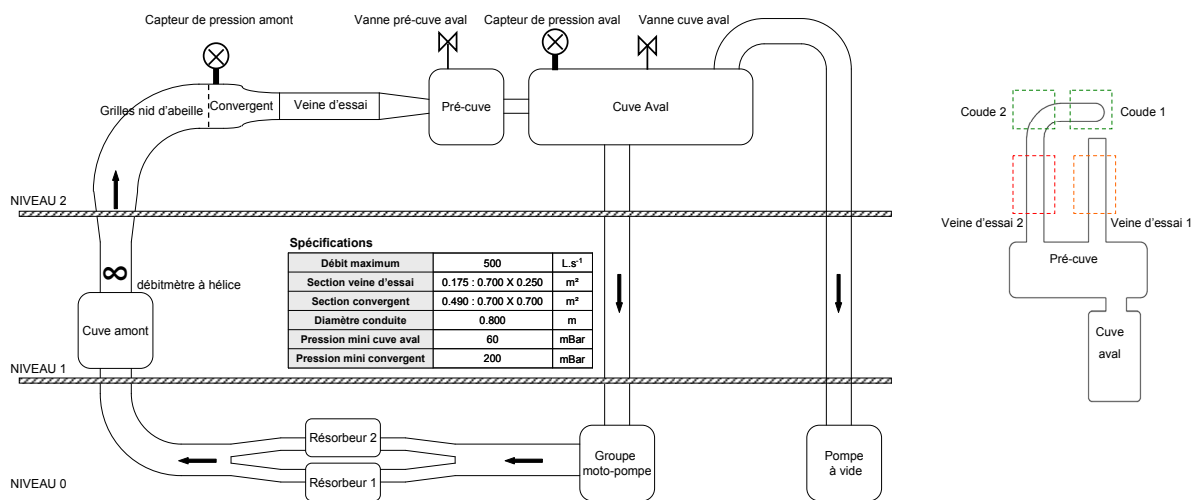 Capteur de pression amont
Vanne pré-cuve aval
Capteur de pression aval
Vanne cuve aval
Grilles nid d'abeille
Convergent
Veine d'essai
Pré-cuve
Cuve Aval
Coude 2
Coude 1
NIVEAU 2
Veine d'essai 2
Veine d'essai 1
Pré-cuve
Cuve
aval
débitmètre à hélice
Cuve amont
Spécifications
Débit maximum 500 L.s⁻¹
Section veine d'essai 0.175 : 0.700 X 0.250 m²
Section convergent 0.490 : 0.700 X 0.700 m²
Diamètre conduite 0.800 m
Pression mini cuve aval 60 mBar
Pression mini convergent 200 mBar
NIVEAU 1
Résorbeur 2
Résorbeur 1
Groupe
moto-pompe
Pompe
à vide
NIVEAU 0